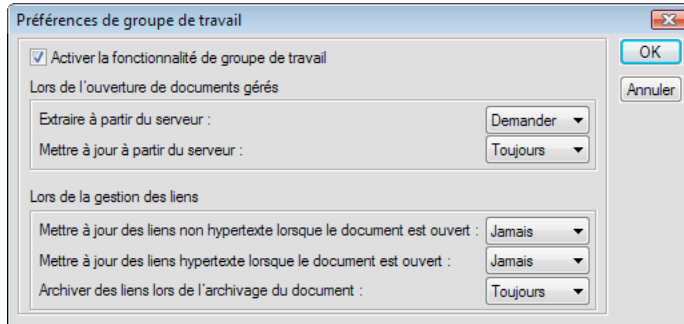 Préférences de groupe de travail
Activer la fonctionnalité de groupe de travail
OK
Lors de l'ouverture de documents gérés
Annuler
Extraire à partir du serveur : Demander
Mettre à jour à partir du serveur : Toujours
Lors de la gestion des liens
Mettre à jour des liens non hypertexte lorsque le document est ouvert : Jamais
Mettre à jour des liens hypertexte lorsque le document est ouvert : Jamais
Archiver des liens lors de l'archivage du document : Toujours